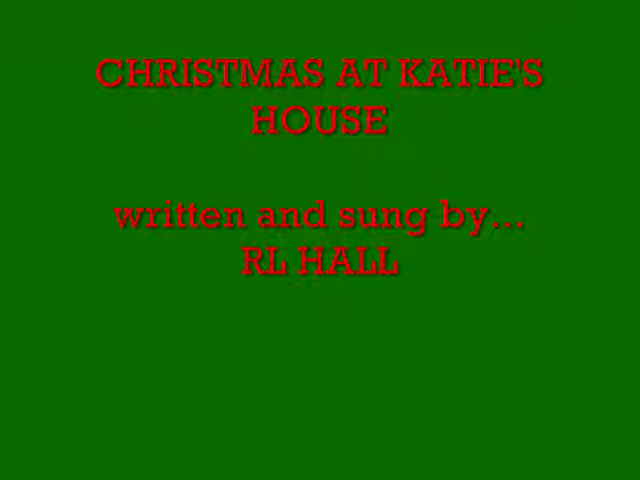 CHRISTMAS AT KATIE'S
HOUSE
written and sung by...
RL HALL